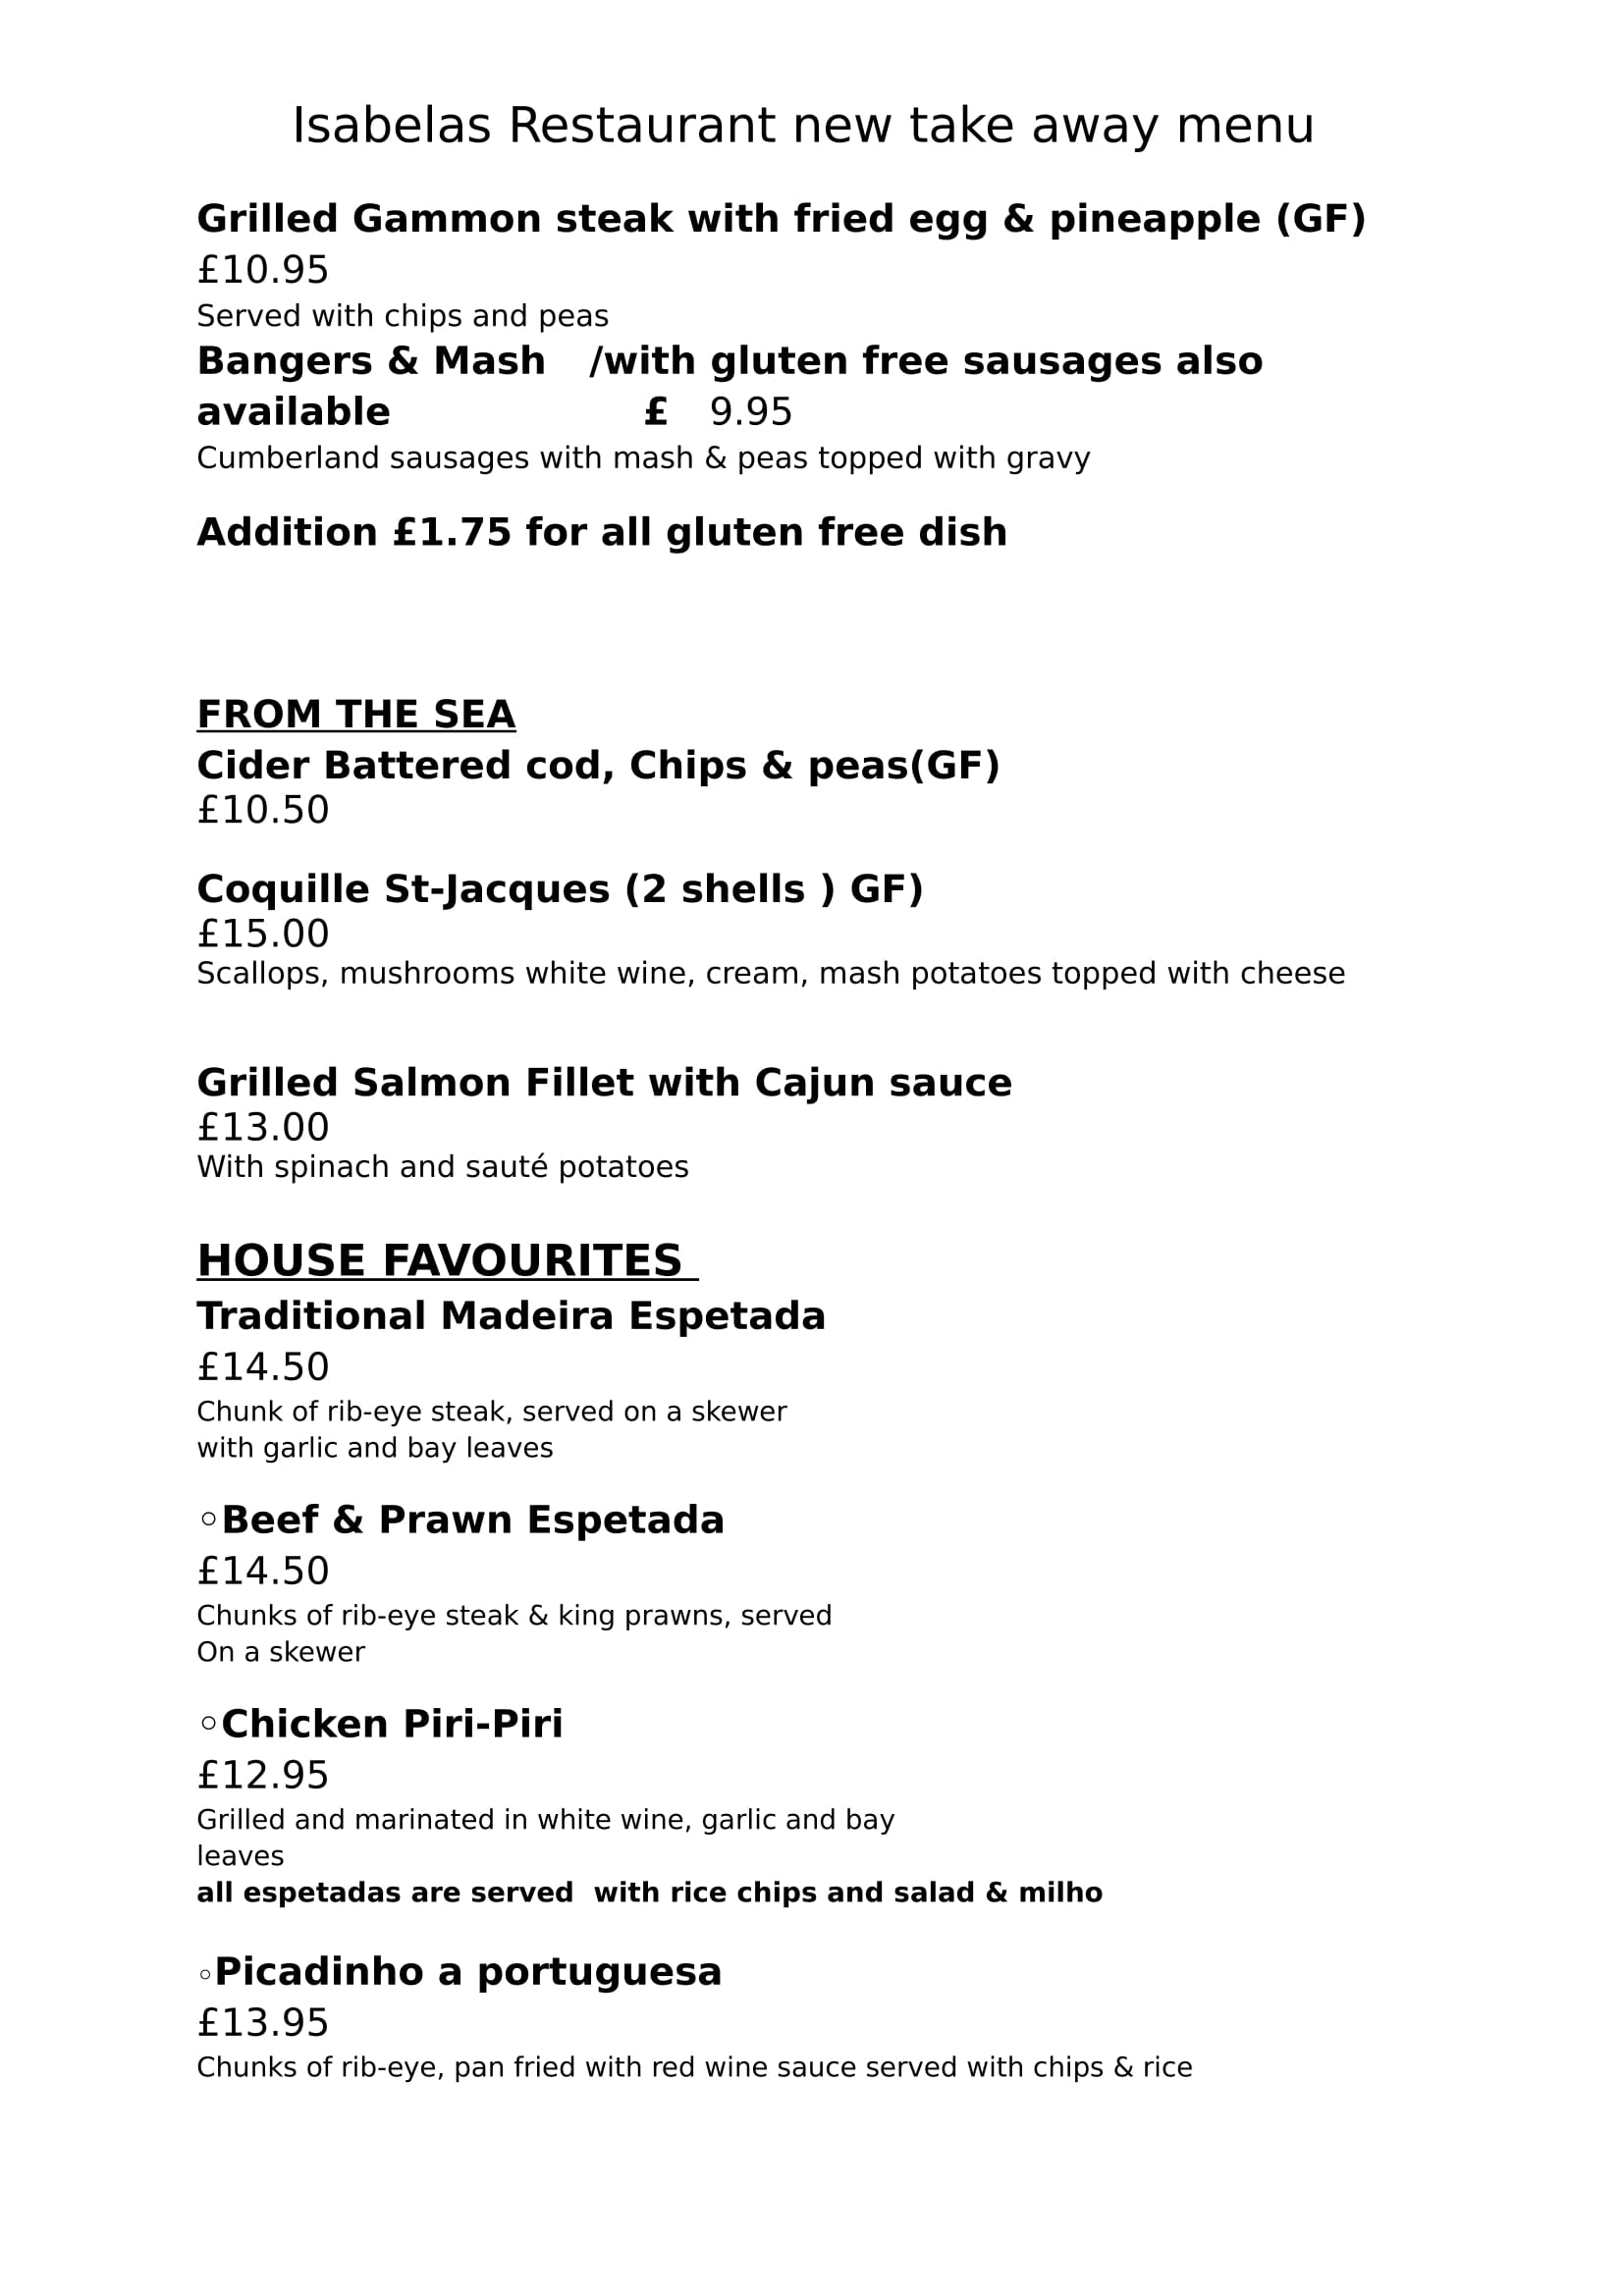 Isabelas Restaurant new take away menu
Grilled Gammon steak with fried egg & pineapple (GF)
£10.95
Served with chips and peas
Bangers & Mash   /with gluten free sausages also
available                  £   9.95
Cumberland sausages with mash & peas topped with gravy
Addition £1.75 for all gluten free dish
FROM THE SEA
Cider Battered cod, Chips & peas(GF)
£10.50
Coquille St-Jacques (2 shells ) GF)
£15.00
Scallops, mushrooms white wine, cream, mash potatoes topped with cheese
Grilled Salmon Fillet with Cajun sauce
£13.00
With spinach and sauté potatoes
HOUSE FAVOURITES
Traditional Madeira Espetada
£14.50
Chunk of rib-eye steak, served on a skewer
with garlic and bay leaves
◦Beef & Prawn Espetada
£14.50
Chunks of rib-eye steak & king prawns, served
On a skewer
◦Chicken Piri-Piri
£12.95
Grilled and marinated in white wine, garlic and bay
leaves
all espetadas are served  with rice chips and salad & milho
◦Picadinho a portuguesa
£13.95
Chunks of rib-eye, pan fried with red wine sauce served with chips & rice